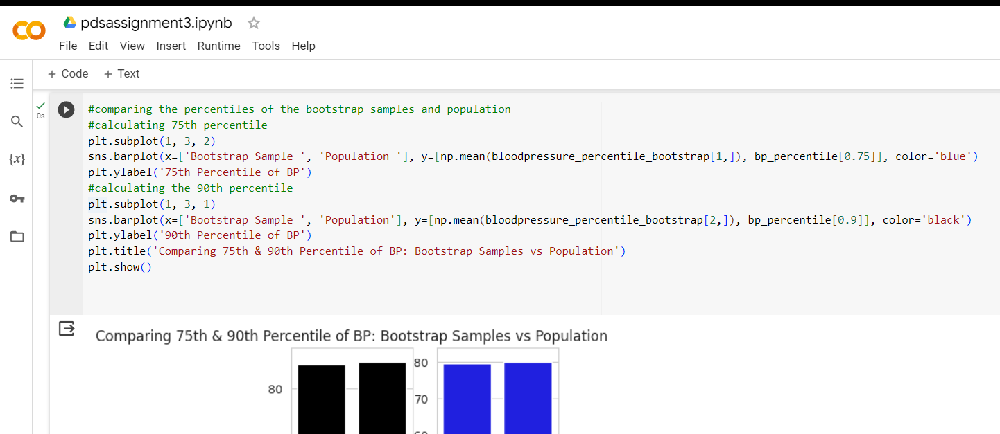 pdsassignment3.ipynb
File Edit View Insert Runtime Tools Help
+ Code + Text
0s
{x}
#comparing the percentiles of the bootstrap samples and population
#calculating 75th percentile
plt.subplot(1, 3, 2)
sns.barplot(x=['Bootstrap Sample ', 'Population '], y=[np.mean(bloodpressure_percentile_bootstrap[1,]), bp_percentile[0.75]], color='blue')
plt.ylabel('75th Percentile of BP')
#calculating the 90th percentile
plt.subplot(1, 3, 1)
sns.barplot(x=['Bootstrap Sample ', 'Population'], y=[np.mean(bloodpressure_percentile_bootstrap[2,]), bp_percentile[0.9]], color='black')
plt.ylabel('90th Percentile of BP')
plt.title('Comparing 75th & 90th Percentile of BP: Bootstrap Samples vs Population')
plt.show()
Comparing 75th & 90th Percentile of BP: Bootstrap Samples vs Population
80
80
70